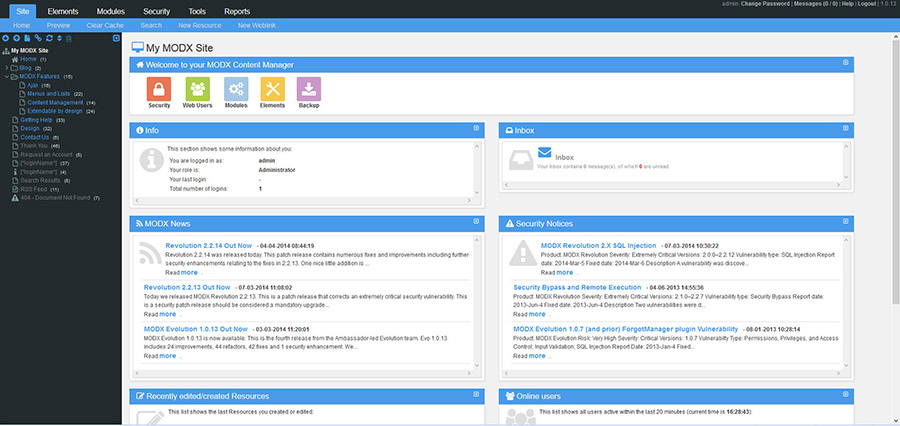 Site Elements Modules Security Tools Reports
admin Change Password | Messages (0 / 0) | Help | Logout | 1.0.13
Home Preview Clear Cache Search New Resource New Weblink
My MODX Site
Home (1)
Blog (2)
MODX Features (15)
Ajax (18)
Menus and Lists (22)
Content Management (14)
Extendable by design (24)
Getting Help (33)
Design (32)
Contact Us (6)
Thank You (46)
Request an Account (5)
[*loginName*] (37)
[*loginName*] (4)
Search Results (8)
RSS Feed (11)
404 - Document Not Found (7)
My MODX Site
Welcome to your MODX Content Manager
Security Web Users Modules Elements Backup
Info
This section shows some information about you:
You are logged in as: admin
Your role is: Administrator
Your last login: -
Total number of logins: 1
Inbox
Inbox
Your inbox contains 0 message(s), of which 0 are unread.
MODX News
Revolution 2.2.14 Out Now - 04-04-2014 08:44:19
Revolution 2.2.14 was released today. This patch release contains numerous fixes and improvements including further
security enhancements relating to the fixes in 2.2.13. One nice little addition is ...
Read more ..
Revolution 2.2.13 Out Now - 07-03-2014 11:08:02
Today we released MODX Revolution 2.2.13. This is a patch release that corrects an extremely critical security vulnerability. This
is a security patch release should be considered a mandatory upgrade...
Read more ..
MODX Evolution 1.0.13 Out Now - 03-03-2014 11:20:01
MODX Evolution 1.0.13 is now available. This is the fourth release from the Ambassador-led Evolution team. Evo 1.0.13
includes 24 improvements, 44 refactors, 42 fixes and 1 security enhancement. We...
Read more ..
Security Notices
MODX Revolution 2.X SQL Injection - 07-03-2014 10:30:22
Product: MODX Revolution Severity: Extremely Critical Versions: 2.0.0–2.2.12 Vulnerability type: SQL Injection Report
date: 2014-Mar-5 Fixed date: 2014-Mar-6 Description A vulnerability was discove...
Read more ..
Security Bypass and Remote Execution - 04-06-2013 14:55:36
Product: MODX Revolution Severity: Extremely Critical Versions: 2.1.0–2.2.7 Vulnerability type: Security Bypass Report date:
2013-Jun-4 Fixed date: 2013-Jun-4 Description Two vulnerabilities were d...
Read more ..
MODX Evolution 1.0.7 (and prior) ForgotManager plugin Vulnerability - 08-01-2013 10:28:14
Product: MODX Evolution Risk: Very High Severity: Critical Versions: 1.0.7 Vulnerability Type: Permissions, Privileges, and Access
Control; Input Validation; SQL Injection Report Date: 2013-Jan-4 Fixed...
Read more ..
Recently edited/created Resources
This list shows the last Resources you created or edited:
Online users
This list shows all users active within the last 20 minutes (current time is 16:28:43):